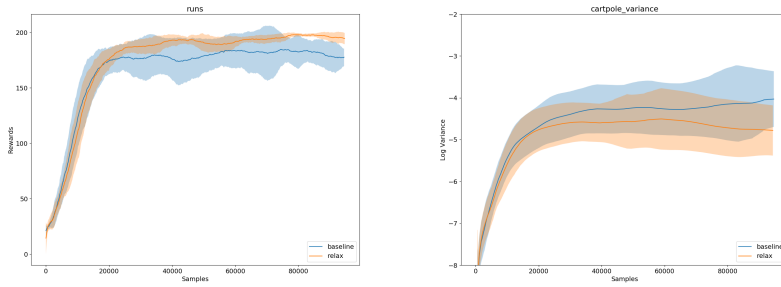 runs
Rewards
200
150
100
50
0
0
20000
40000
60000
80000
Samples
baseline
relax
cartpole_variance
Log Variance
−2
−3
−4
−5
−6
−7
−8
0
20000
40000
60000
80000
Samples
baseline
relax